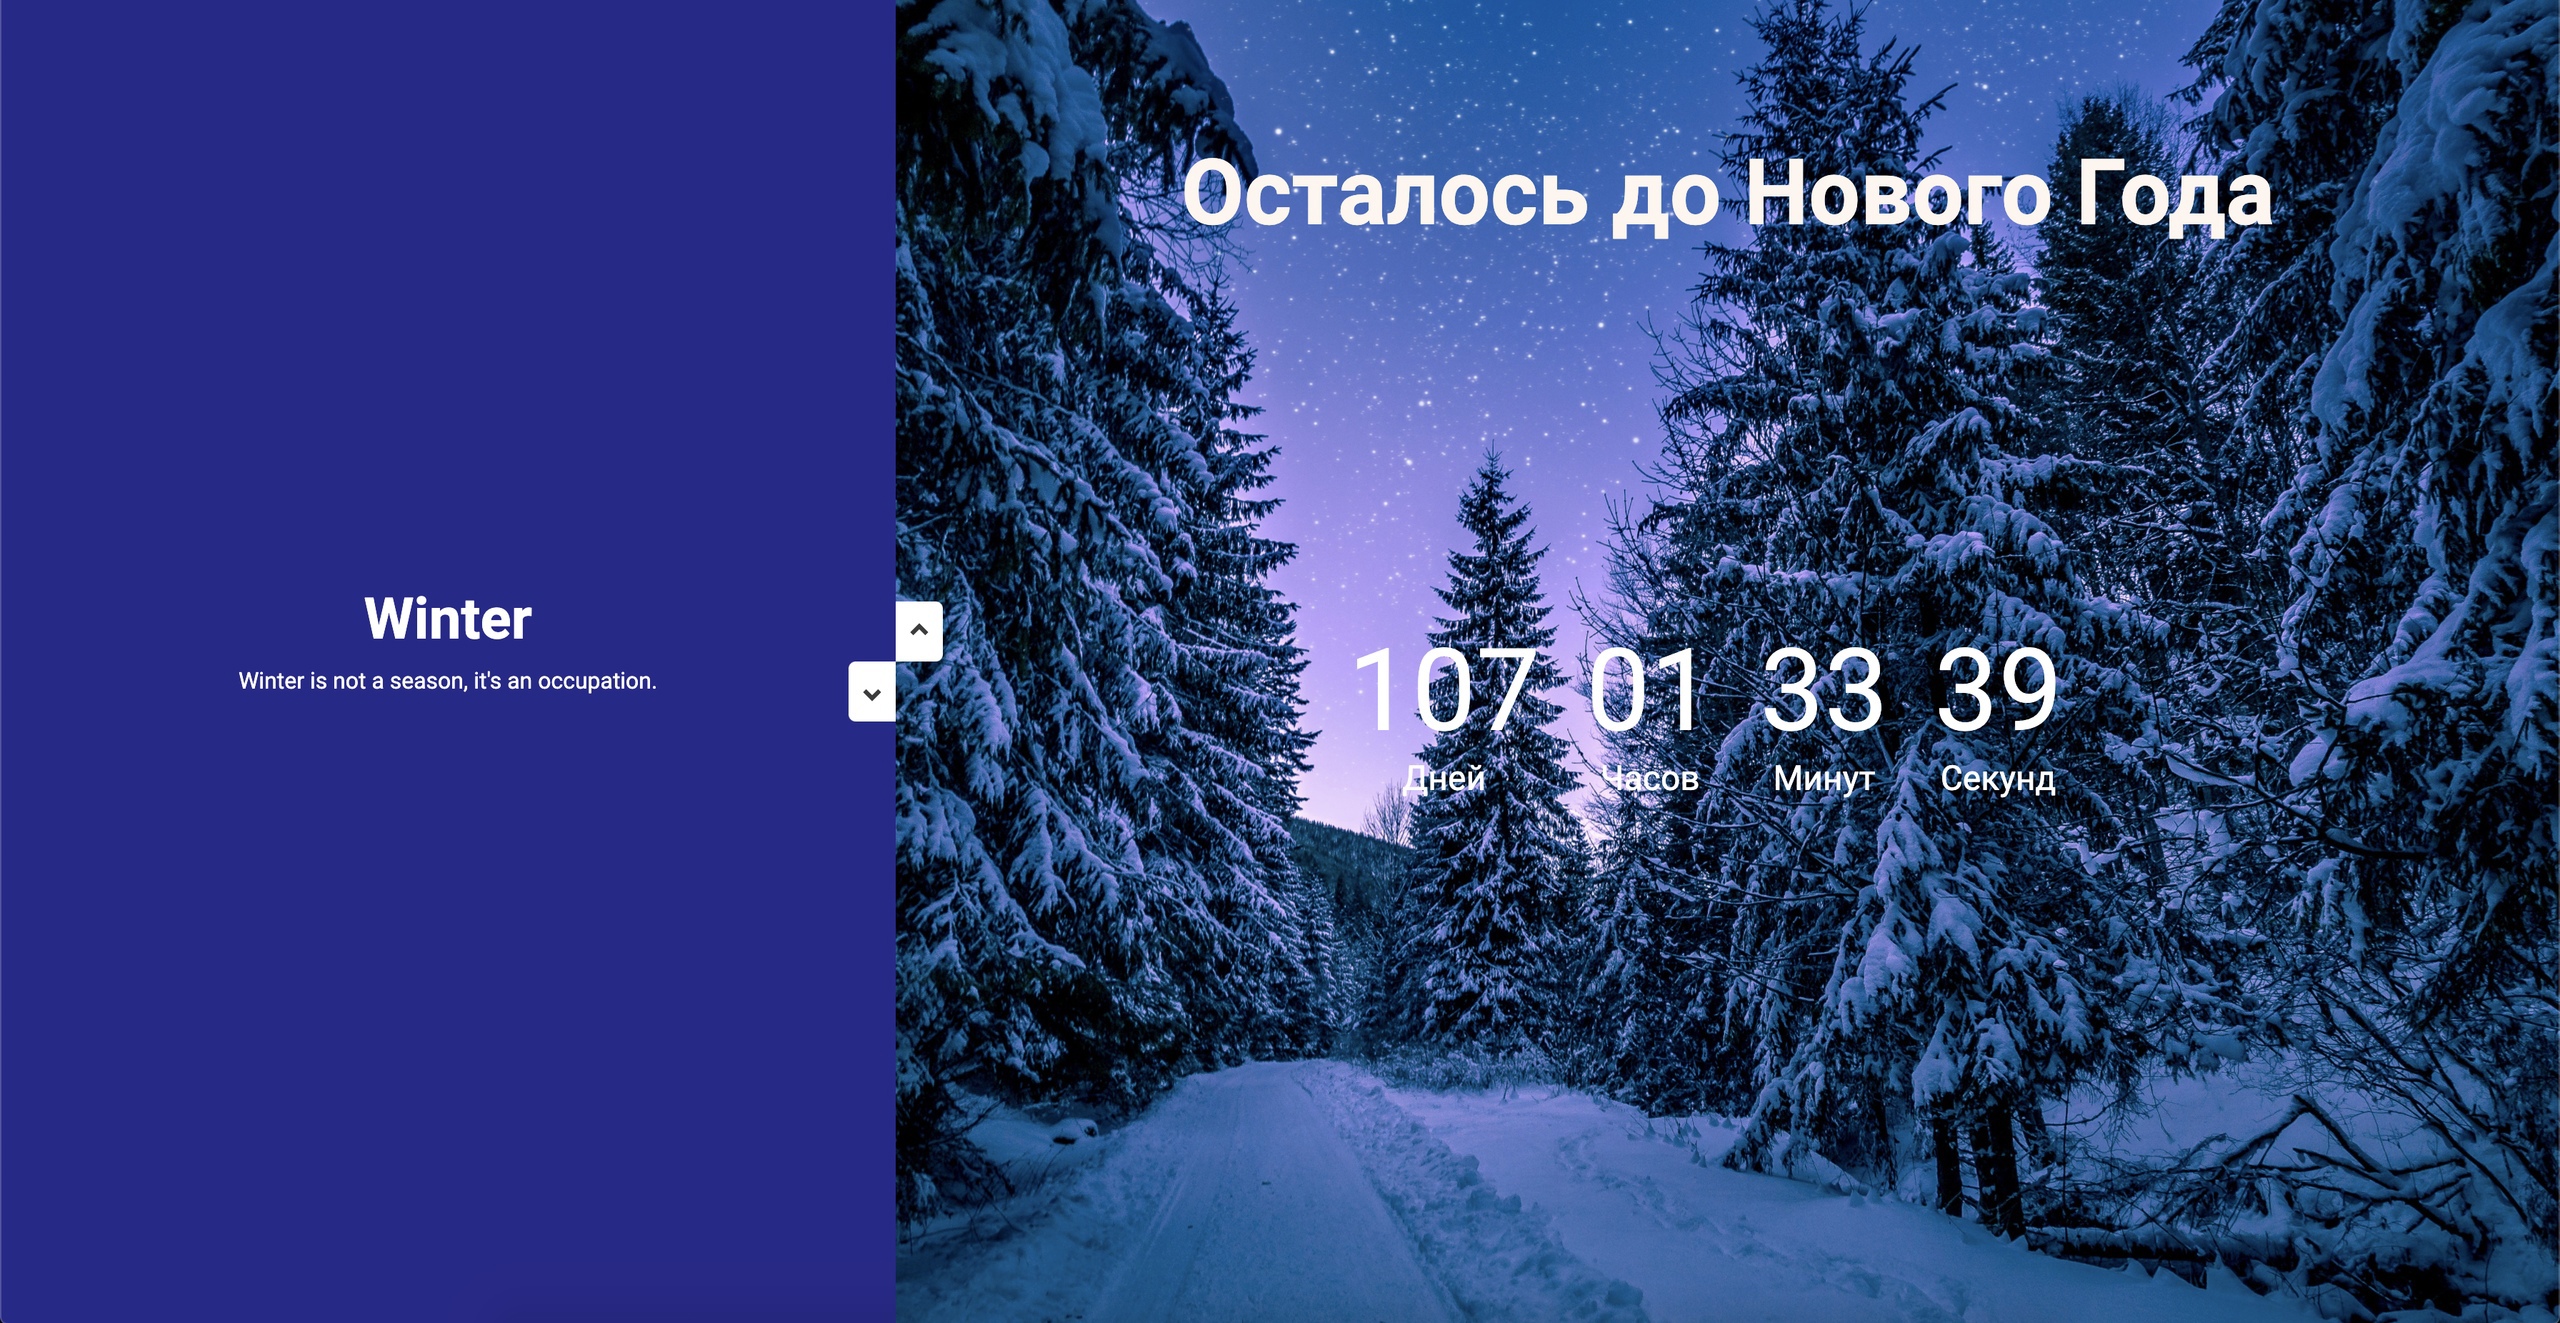 Winter
Winter is not a season, it's an occupation.
Осталось до Нового Года
107 01 33 39
Дней Часов Минут Секунд